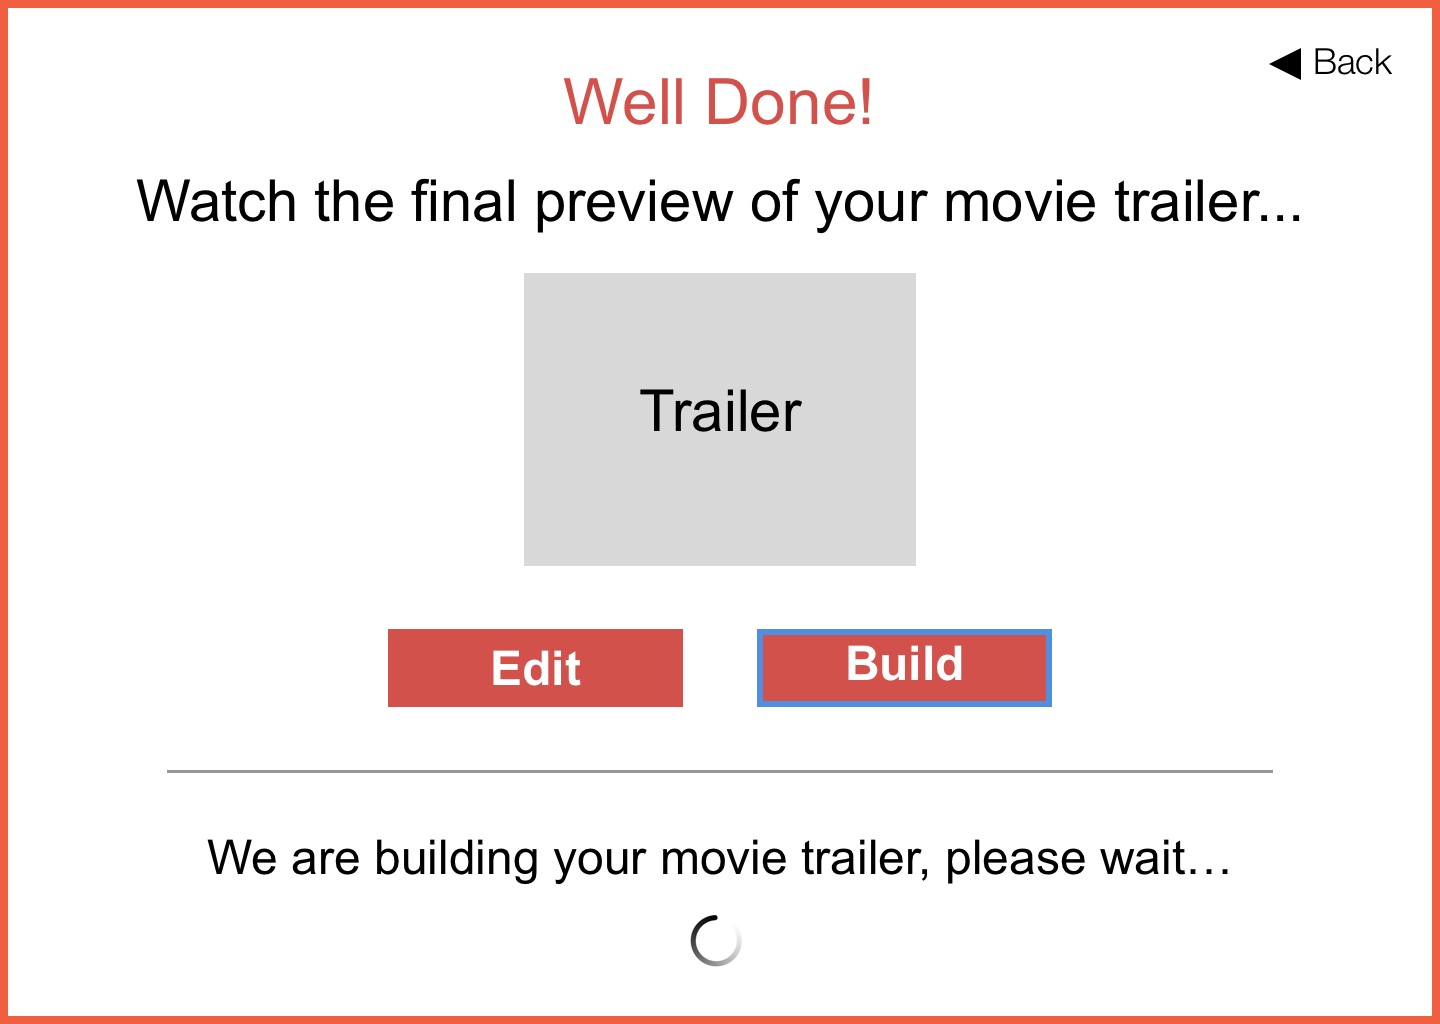 Back
Well Done!
Watch the final preview of your movie trailer...
Trailer
Edit
Build
We are building your movie trailer, please wait…